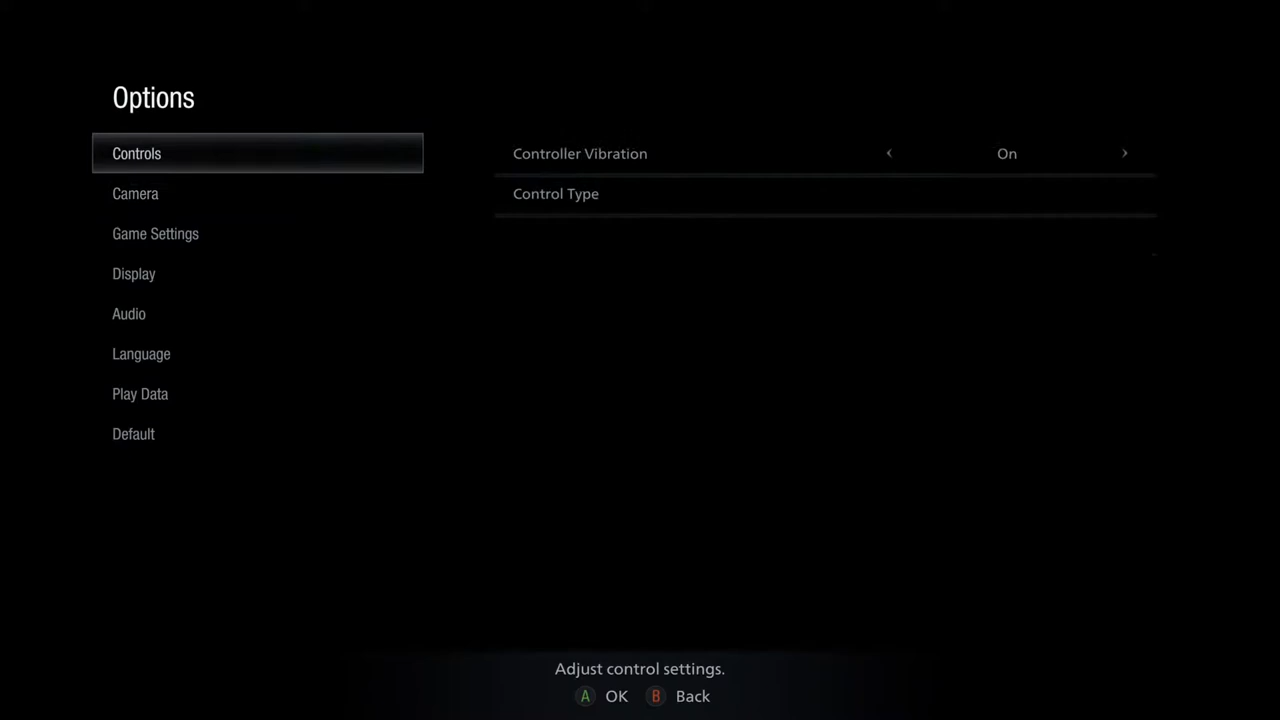 Options
Controls
Controller Vibration ‹ On ›
Camera
Control Type
Game Settings
Display
Audio
Language
Play Data
Default
Adjust control settings.
A OK B Back